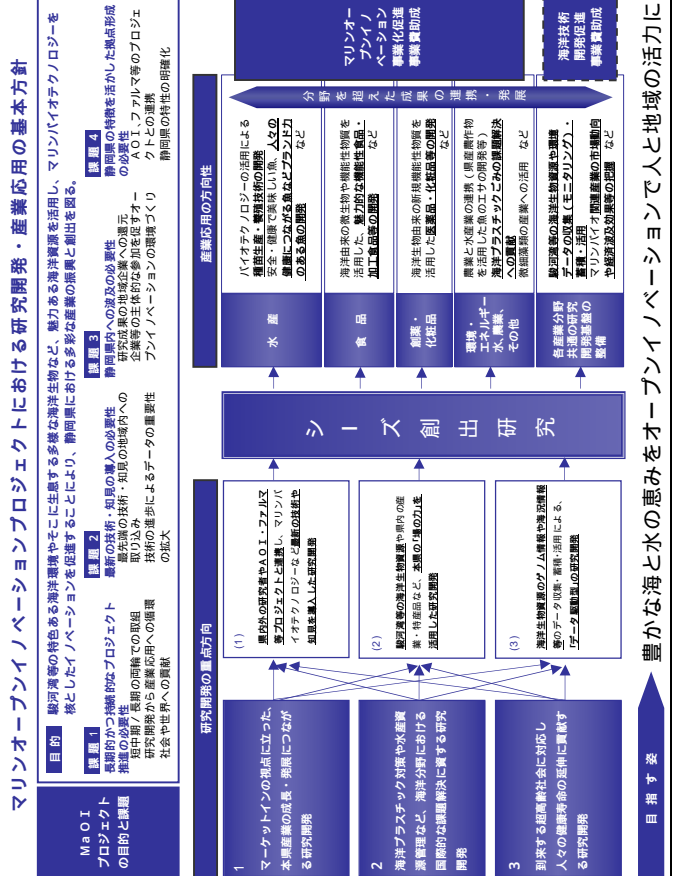 マリンオープンイノベーションプロジェクトにおける研究開発・産業応用の基本方針
ＭａＯＩ
プロジェクト
の目的と課題
目 的
駿河湾等の特色ある海洋環境やそこに生息する多様な海洋生物など、魅力ある海洋資源を活用し、マリンバイオテクノロジーを
核としたイノベーションを促進することにより、静岡県における多彩な産業の振興と創出を図る。
課 題 1
長期的かつ持続的なプロジェクト
推進の必要性
短中期/長期の両輪での取組
研究開発から産業応用への循環
社会や世界への貢献
課 題 2
最新の技術・知見の導入の必要性
最先端の技術・知見の地域内への
取り込み
技術の進歩によるデータの重要性
の拡大
課 題 3
静岡県内への波及の必要性
研究成果の地域企業への還元
企業等の主体的な参加を促すオー
プンイノベーションの環境づくり
課 題 4
静岡県の特徴を活かした拠点形成
の必要性
ＡＯＩ、ファルマ等のプロジェ
クトとの連携
静岡県の特性の明確化
研究開発の重点方向
1
マーケットインの視点に立った、
本県産業の成長・発展につなが
る研究開発
2
海洋プラスチック対策や水産資
源管理など、海洋分野における
国際的な課題解決に資する研究
開発
3
到来する超高齢社会に対応し
人々の健康寿命の延伸に貢献す
る研究開発
(1)
県内外の研究者やＡＯＩ・ファルマ
等プロジェクトと連携し、マリンバ
イオテクノロジーなど最新の技術や
知見を導入した研究開発
(2)
駿河湾等の海洋生物資源や県内の産
業・特産品など、本県の「場の力」を
活用した研究開発
(3)
海洋生物資源のゲノム情報や海況情報
等のデータ収集・蓄積・活用による、
「データ駆動型」の研究開発
シーズ創出研究
産業応用の方向性
水 産
バイオテクノロジーの活用による
種苗生産・養殖技術の開発
安全・健康で美味しい魚、人々の
健康につながる魚などブランド力
のある魚の開発 など
食 品
海洋由来の微生物や機能性物質を
活用した、魅力的な機能性食品・
加工食品等の開発 など
創薬・
化粧品
海洋生物由来の新規機能性物質を
活用した医薬品・化粧品等の開発
など
環境・
エネルギー
水、農業、
その他
農業と水産業の連携(県産農作物
を活用した魚のエサの開発等)
海洋プラスチックごみの課題解決
への貢献
微細藻類の産業への活用 など
各産業分野
共通の研究
開発基盤の
整備
駿河湾等の海洋生物資源や環境
データの収集(モニタリング)・
蓄積・活用
マリンバイオ関連産業の市場動向
や経済波及効果等の把握 など
分野を超えた成果の連携・発展
マリンオー
プンイノ
ベーション
事業化促進
事業費助成
海洋技術
開発促進
事業費助成
目 指 す 姿
豊かな海と水の恵みをオープンイノベーションで人と地域の活力に